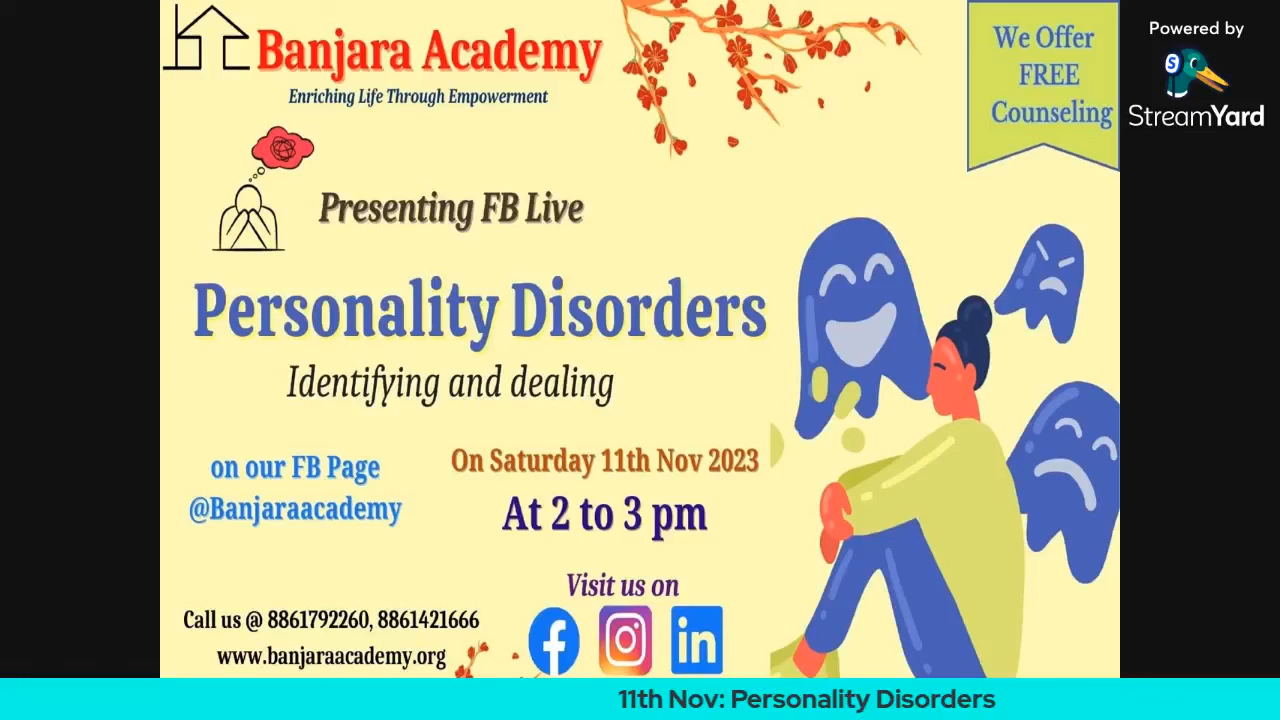 Banjara Academy
Enriching Life Through Empowerment
We Offer
FREE
Counseling
Powered by
S
StreamYard
Presenting FB Live
Personality Disorders
Identifying and dealing
on our FB Page
@Banjaraacademy
On Saturday 11th Nov 2023
At 2 to 3 pm
Visit us on
Call us @ 8861792260, 8861421666
www.banjaraacademy.org
f
in
11th Nov: Personality Disorders